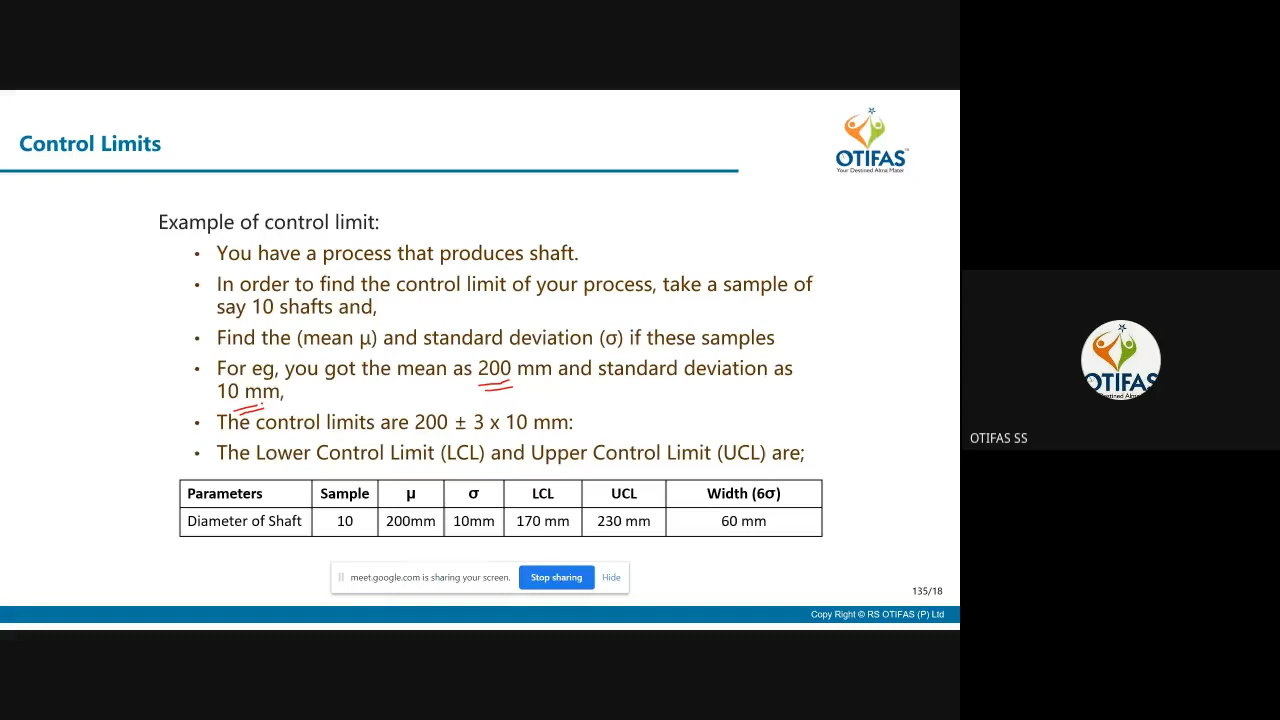 Control Limits
OTIFAS™
Your Destined Alma Mater
Example of control limit:
• You have a process that produces shaft.
• In order to find the control limit of your process, take a sample of
say 10 shafts and,
• Find the (mean μ) and standard deviation (σ) if these samples
• For eg, you got the mean as 200 mm and standard deviation as
10 mm,
• The control limits are 200 ± 3 x 10 mm:
• The Lower Control Limit (LCL) and Upper Control Limit (UCL) are;
Parameters Sample μ σ LCL UCL Width (6σ)
Diameter of Shaft 10 200mm 10mm 170 mm 230 mm 60 mm
meet.google.com is sharing your screen. Stop sharing Hide
135/18
Copy Right © RS OTIFAS (P) Ltd
OTIFAS
OTIFAS SS